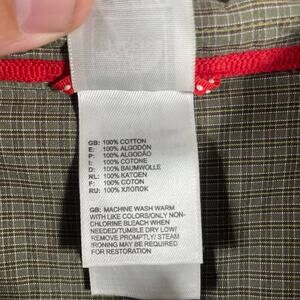 GB: 100% COTTON
E: 100% ALGODÓN
P: 100% ALGODÃO
I: 100% COTONE
D: 100% BAUMWOLLE
NL: 100% KATOEN
F: 100% COTON
RU: 100% ХЛОПОК
GB: MACHINE WASH WARM
WITH LIKE COLORS/ONLY NON-
CHLORINE BLEACH WHEN
NEEDED/TUMBLE DRY LOW/
REMOVE PROMPTLY/ STEAM
IRONING MAY BE REQUIRED
FOR RESTORATION